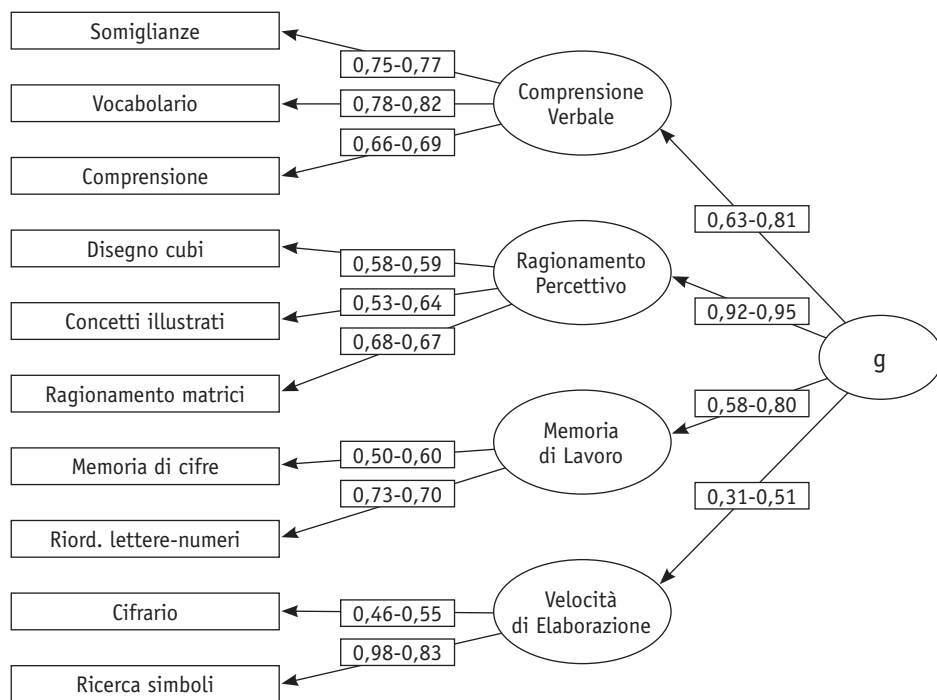 Somiglianze
0,75-0,77
Comprensione
Verbale
Vocabolario
0,78-0,82
0,66-0,69
Comprensione
0,63-0,81
Disegno cubi
0,58-0,59
Ragionamento
Percettivo
0,53-0,64
Concetti illustrati
0,92-0,95
0,68-0,67
g
Ragionamento matrici
0,58-0,80
Memoria
di Lavoro
Memoria di cifre
0,50-0,60
0,73-0,70
0,31-0,51
Riord. lettere-numeri
Velocità
di Elaborazione
Cifrario
0,46-0,55
0,98-0,83
Ricerca simboli